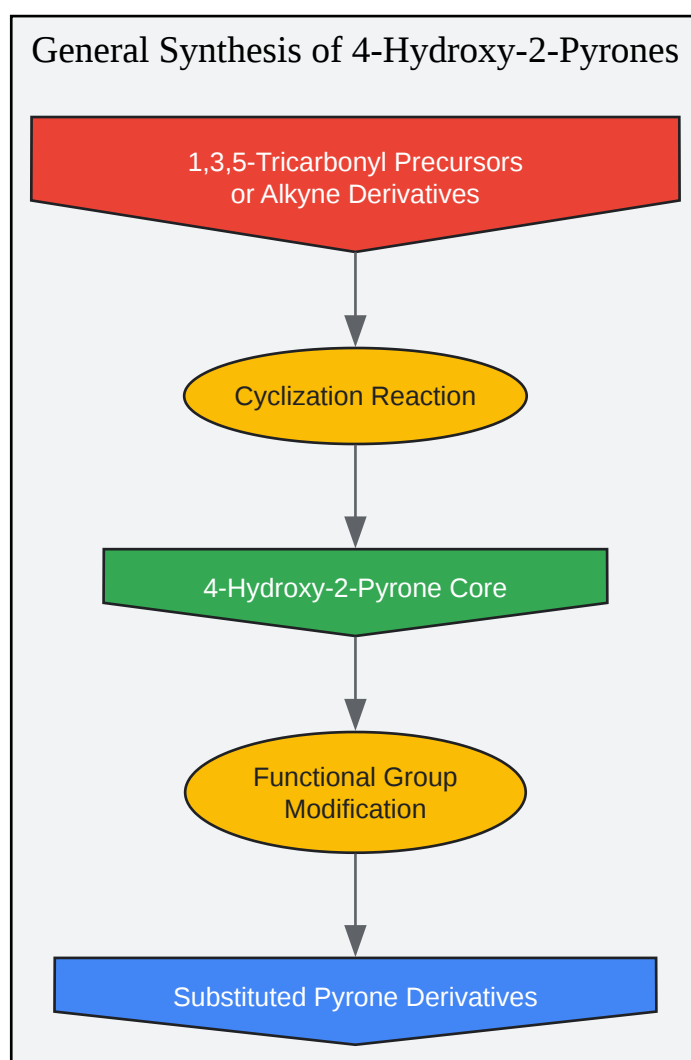 General Synthesis of 4-Hydroxy-2-Pyrones
1,3,5-Tricarbonyl Precursors
or Alkyne Derivatives
Cyclization Reaction
4-Hydroxy-2-Pyrone Core
Functional Group
Modification
Substituted Pyrone Derivatives